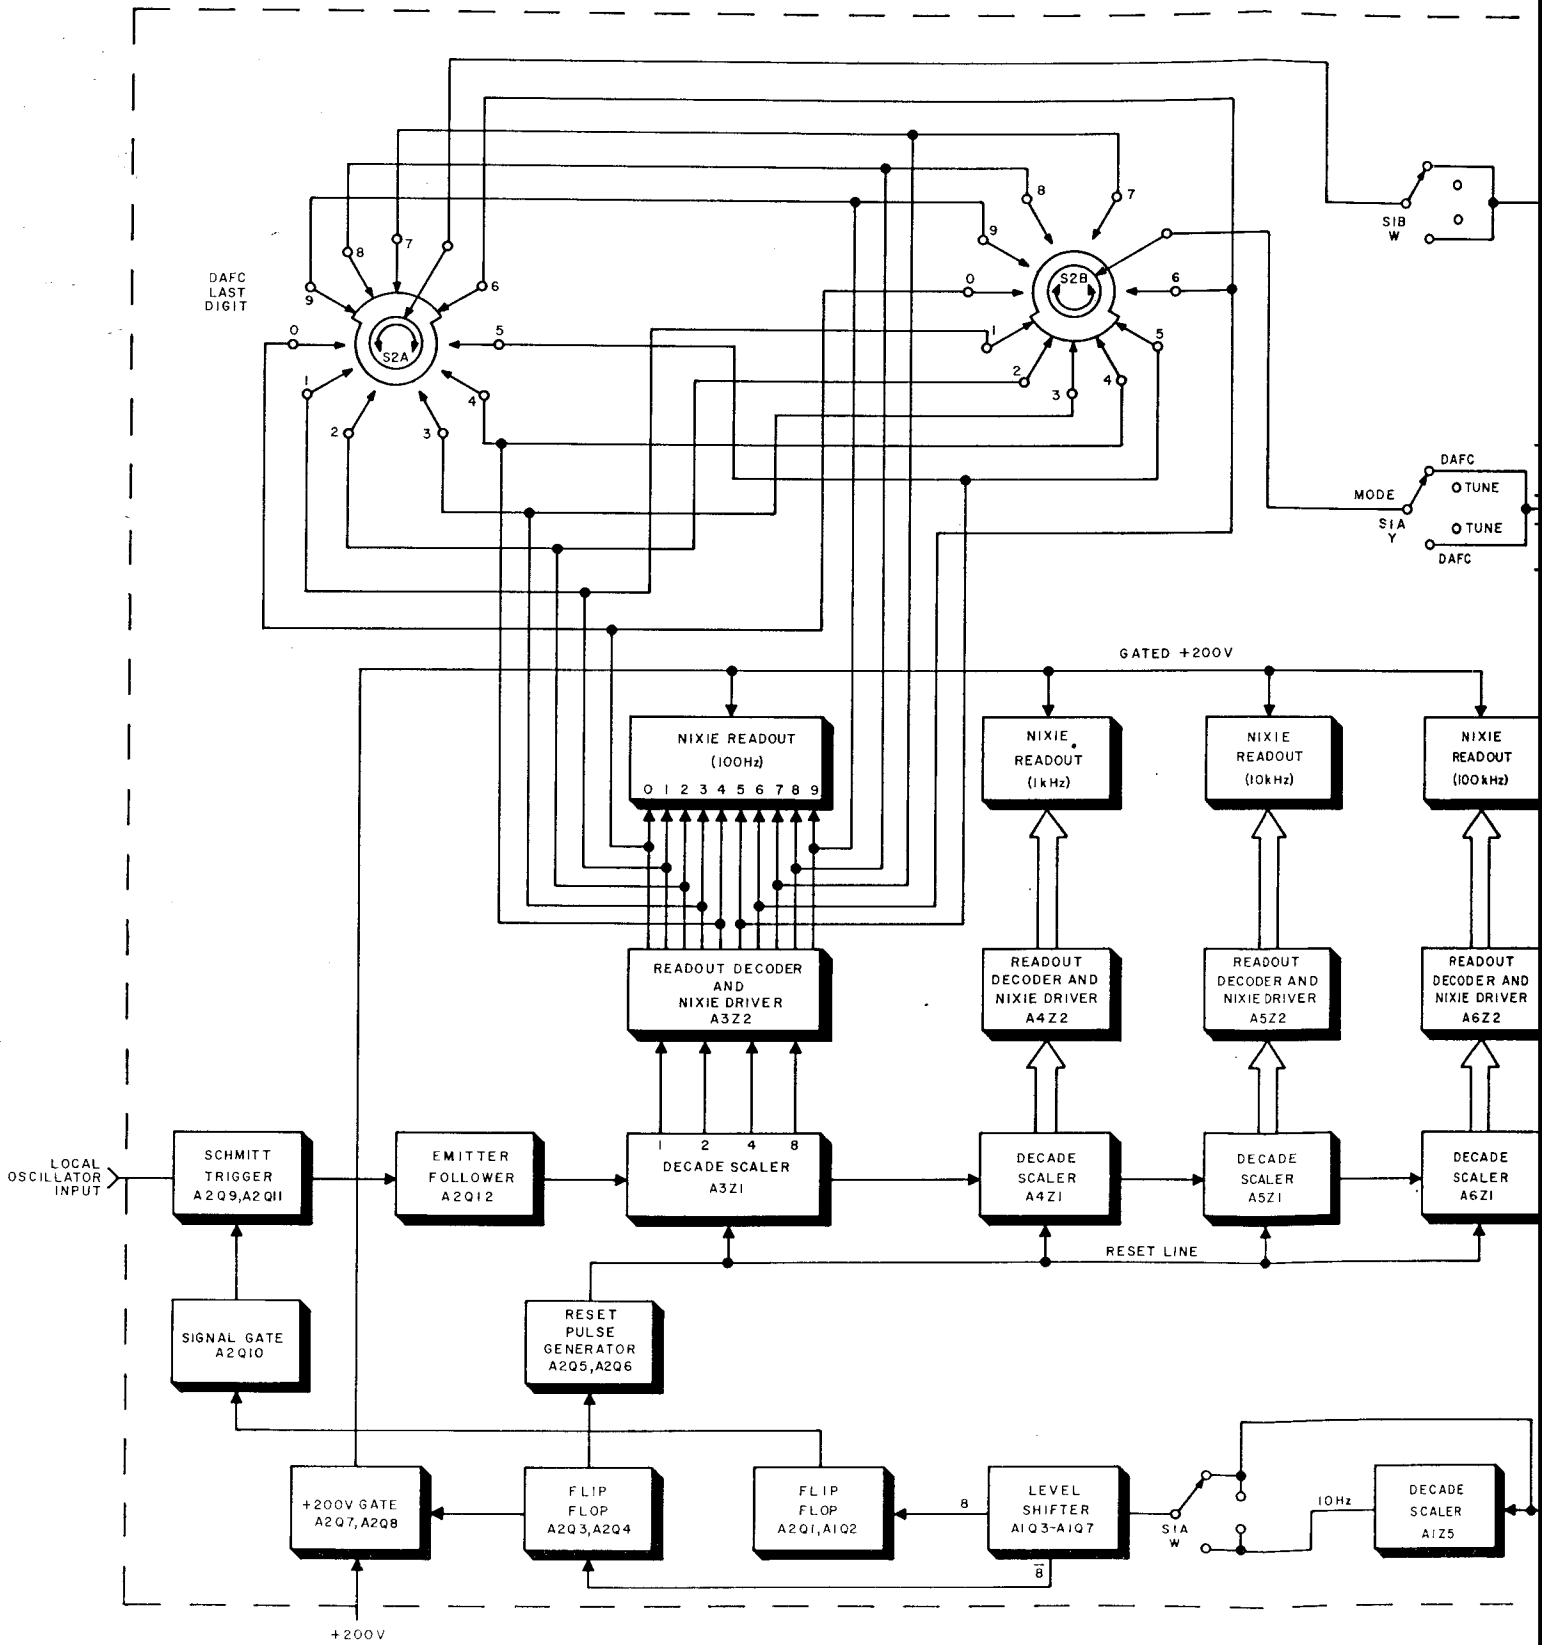 DAFC
LAST
DIGIT
0
9
8
7
6
5
4
3
2
1
S2A
0
9
8
7
6
5
4
3
2
1
S2B
S1B
W
DAFC
TUNE
MODE
S1A
Y
TUNE
DAFC
GATED +200V
NIXIE READOUT
(100Hz)
0 1 2 3 4 5 6 7 8 9
NIXIE
READOUT
(1kHz)
NIXIE
READOUT
(10kHz)
NIXIE
READOUT
(100kHz)
READOUT DECODER
AND
NIXIE DRIVER
A3Z2
READOUT
DECODER AND
NIXIE DRIVER
A4Z2
READOUT
DECODER AND
NIXIE DRIVER
A5Z2
READOUT
DECODER AND
NIXIE DRIVER
A6Z2
LOCAL
OSCILLATOR
INPUT
SCHMITT
TRIGGER
A2Q9,A2Q11
EMITTER
FOLLOWER
A2Q12
1 2 4 8
DECADE SCALER
A3Z1
DECADE
SCALER
A4Z1
DECADE
SCALER
A5Z1
DECADE
SCALER
A6Z1
RESET LINE
SIGNAL GATE
A2Q10
RESET
PULSE
GENERATOR
A2Q5,A2Q6
+200V GATE
A2Q7,A2Q8
FLIP
FLOP
A2Q3,A2Q4
FLIP
FLOP
A2Q1,A1Q2
8
LEVEL
SHIFTER
A1Q3-A1Q7
8
S1A
W
10Hz
DECADE
SCALER
A1Z5
+200V